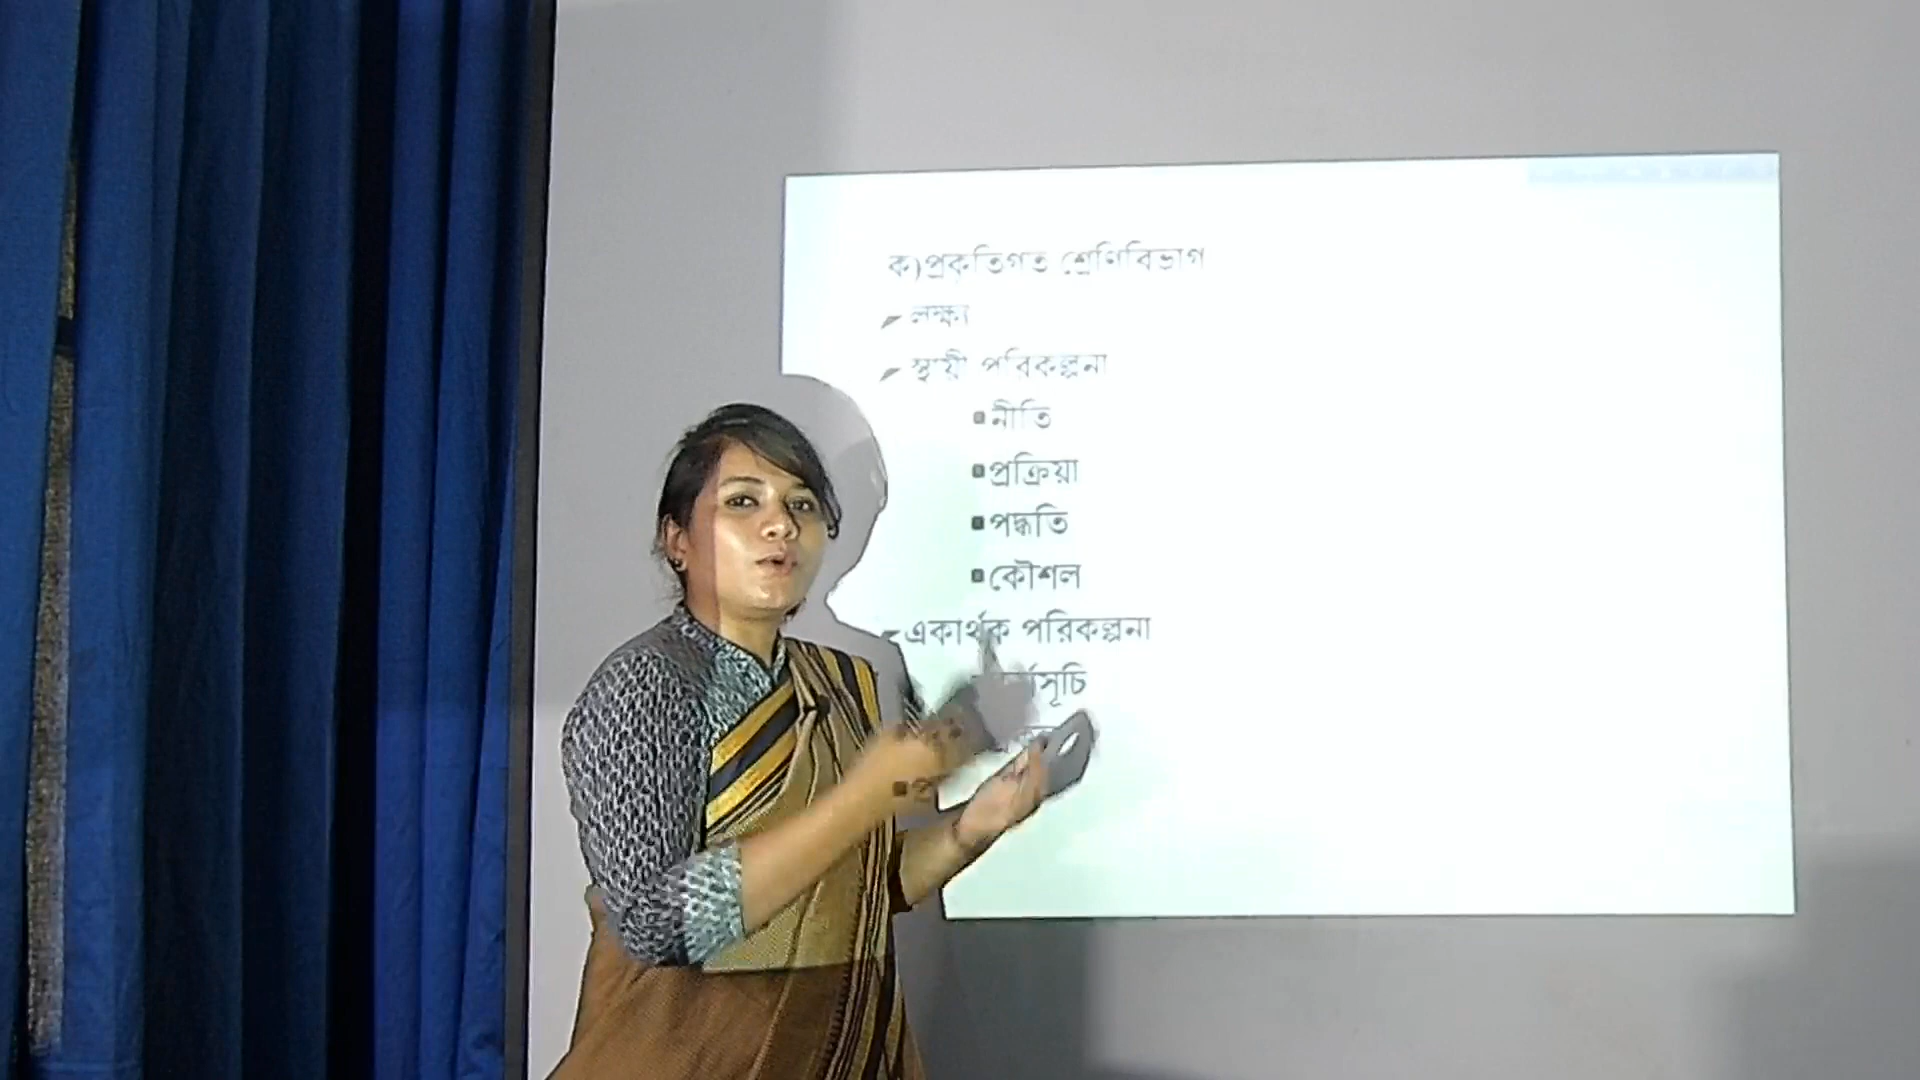 ক)প্রকৃতিগত শ্রেণিবিভাগ
লক্ষ্য
স্থায়ী পরিকল্পনা
নীতি
প্রক্রিয়া
পদ্ধতি
কৌশল
একার্থক পরিকল্পনা